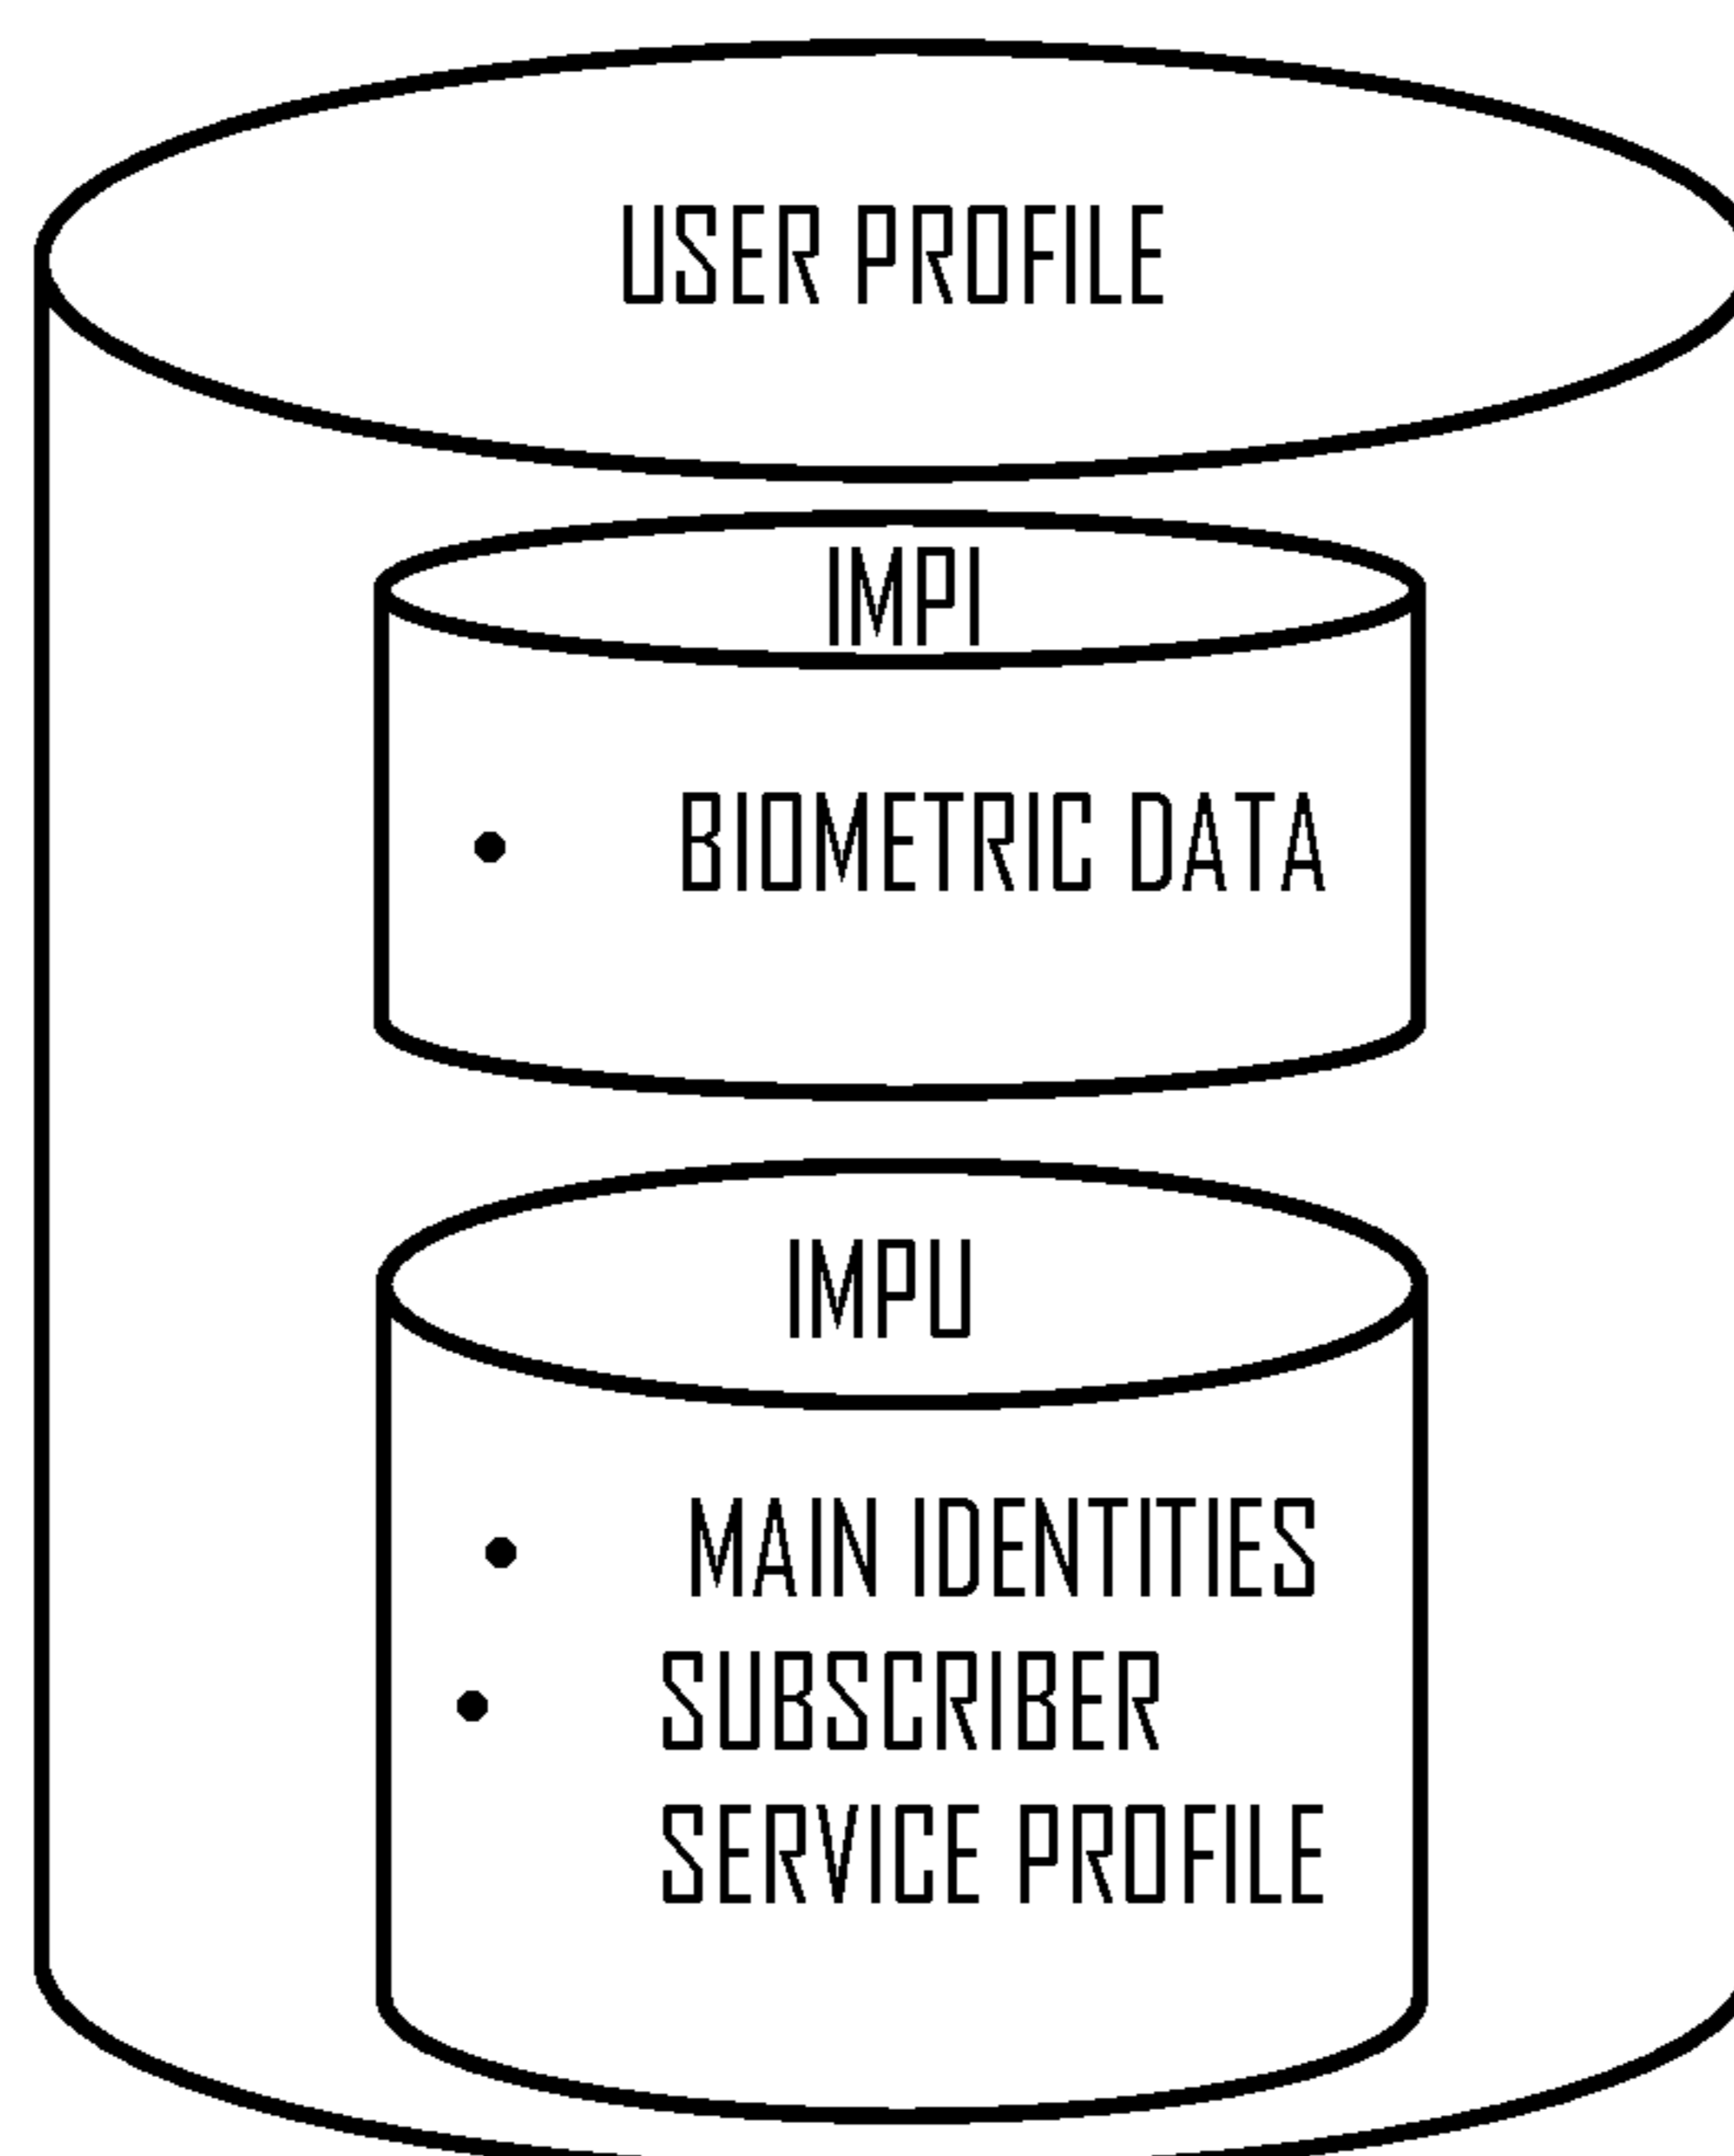 USER PROFILE
IMPI
• BIOMETRIC DATA
IMPU
• MAIN IDENTITIES
• SUBSCRIBER
SERVICE PROFILE